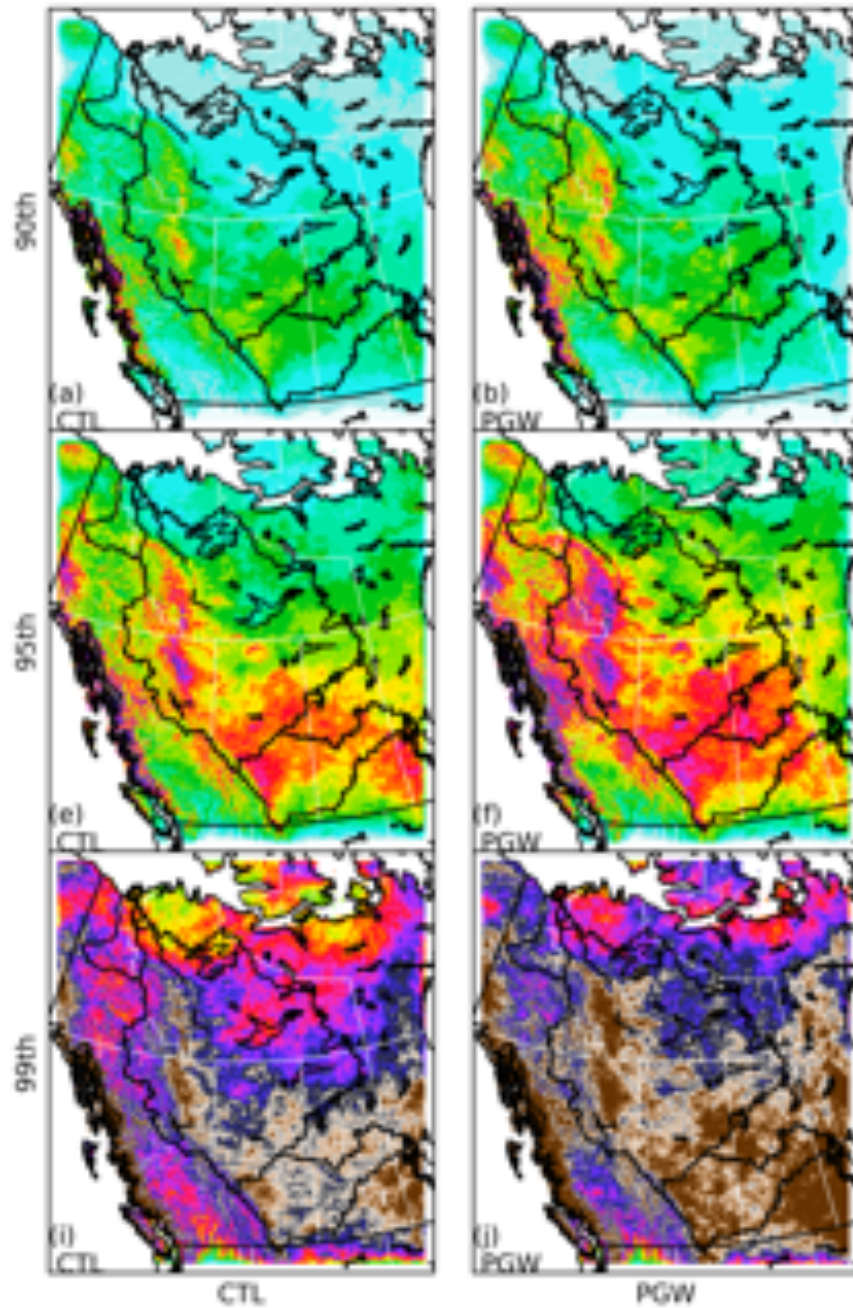 90th
(a)
CTL
(b)
PGW
95th
(e)
CTL
(f)
PGW
99th
(i)
CTL
(j)
PGW
CTL
PGW